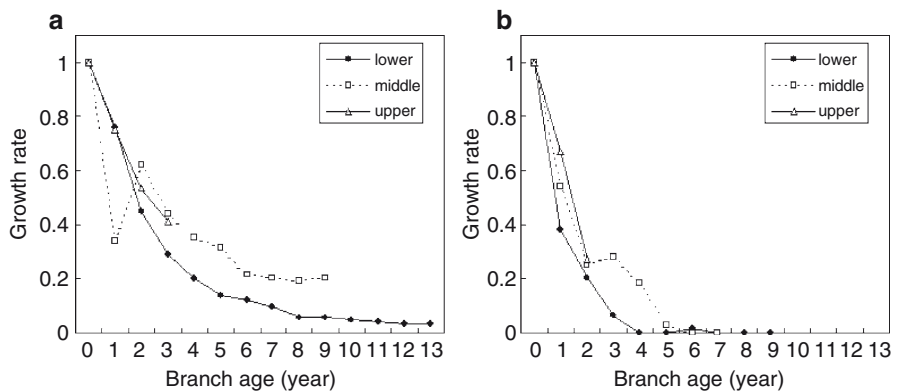 a
1
0.8
0.6
0.4
0.2
0
Growth rate
lower
middle
upper
0 1 2 3 4 5 6 7 8 9 10 11 12 13
Branch age (year)
b
1
0.8
0.6
0.4
0.2
0
Growth rate
lower
middle
upper
0 1 2 3 4 5 6 7 8 9 10 11 12 13
Branch age (year)